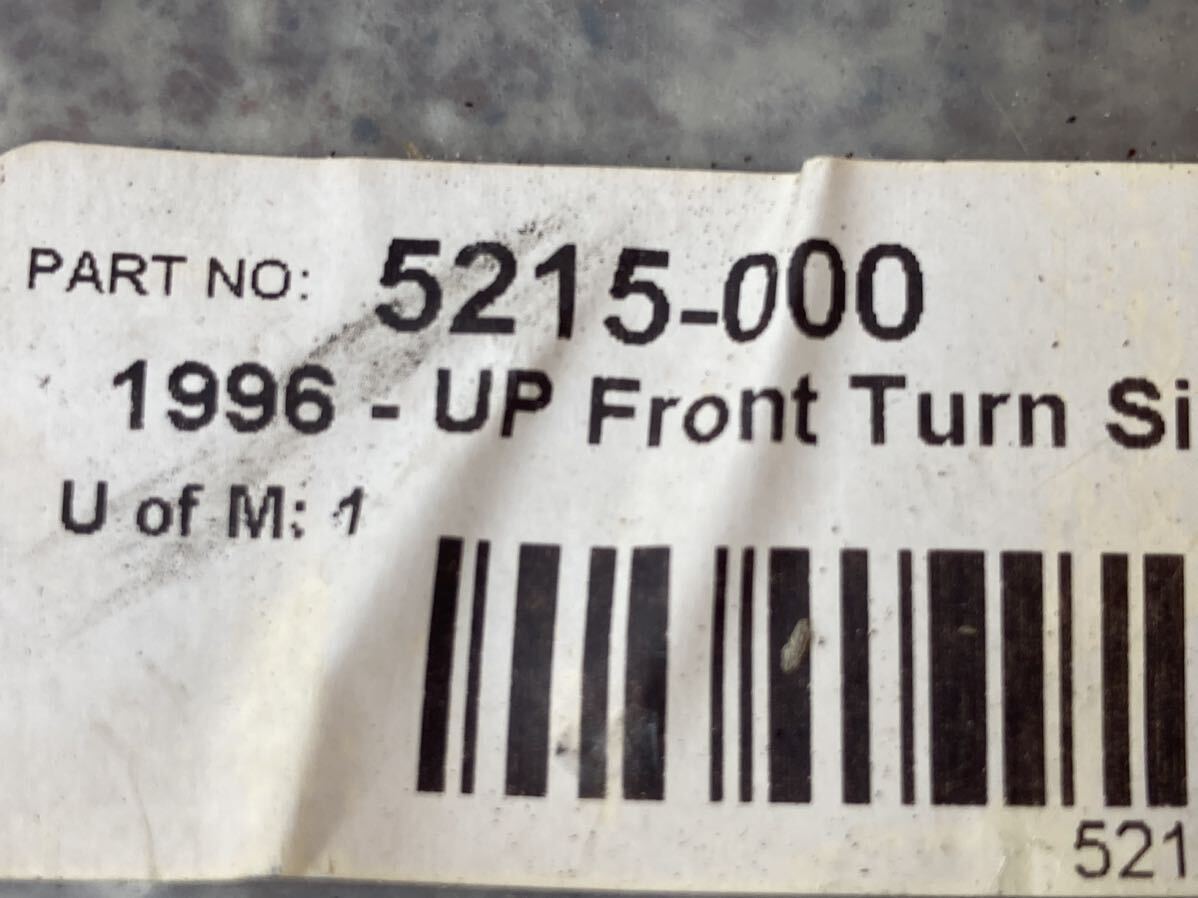 PART NO: 5215-000
1996 - UP Front Turn Si
U of M: 1
521